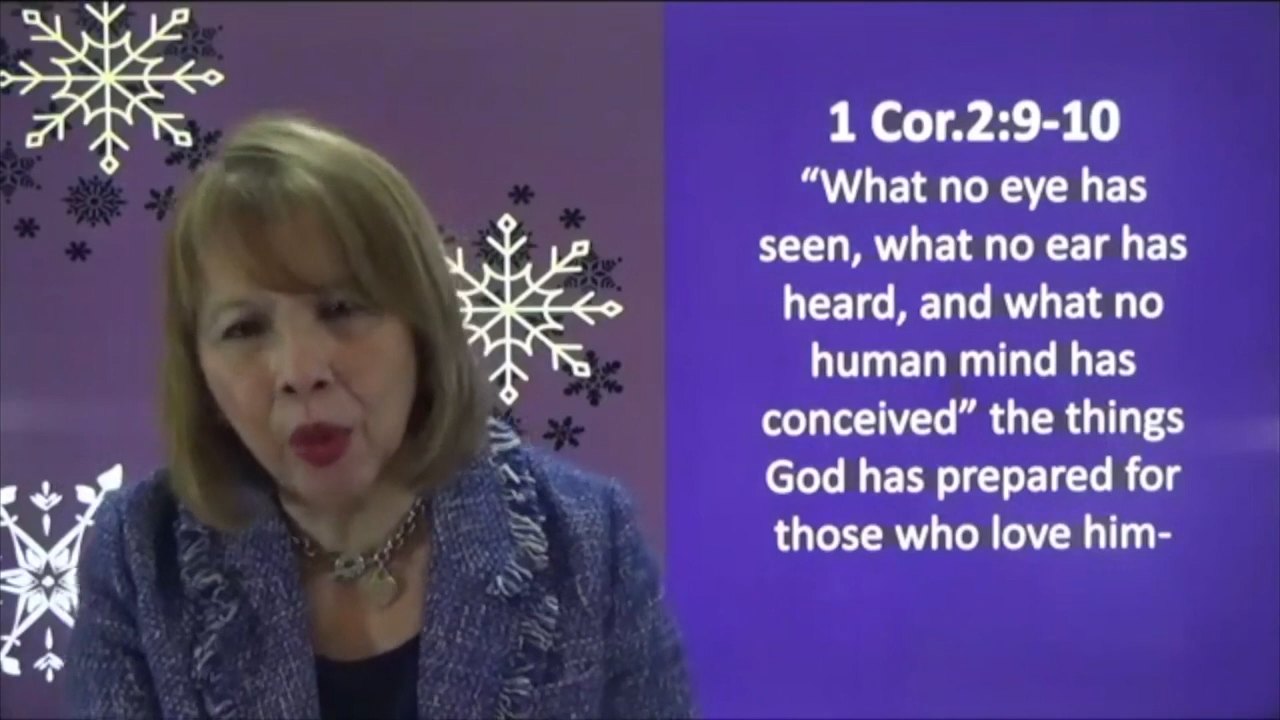 1 Cor.2:9-10
“What no eye has
seen, what no ear has
heard, and what no
human mind has
conceived” the things
God has prepared for
those who love him-